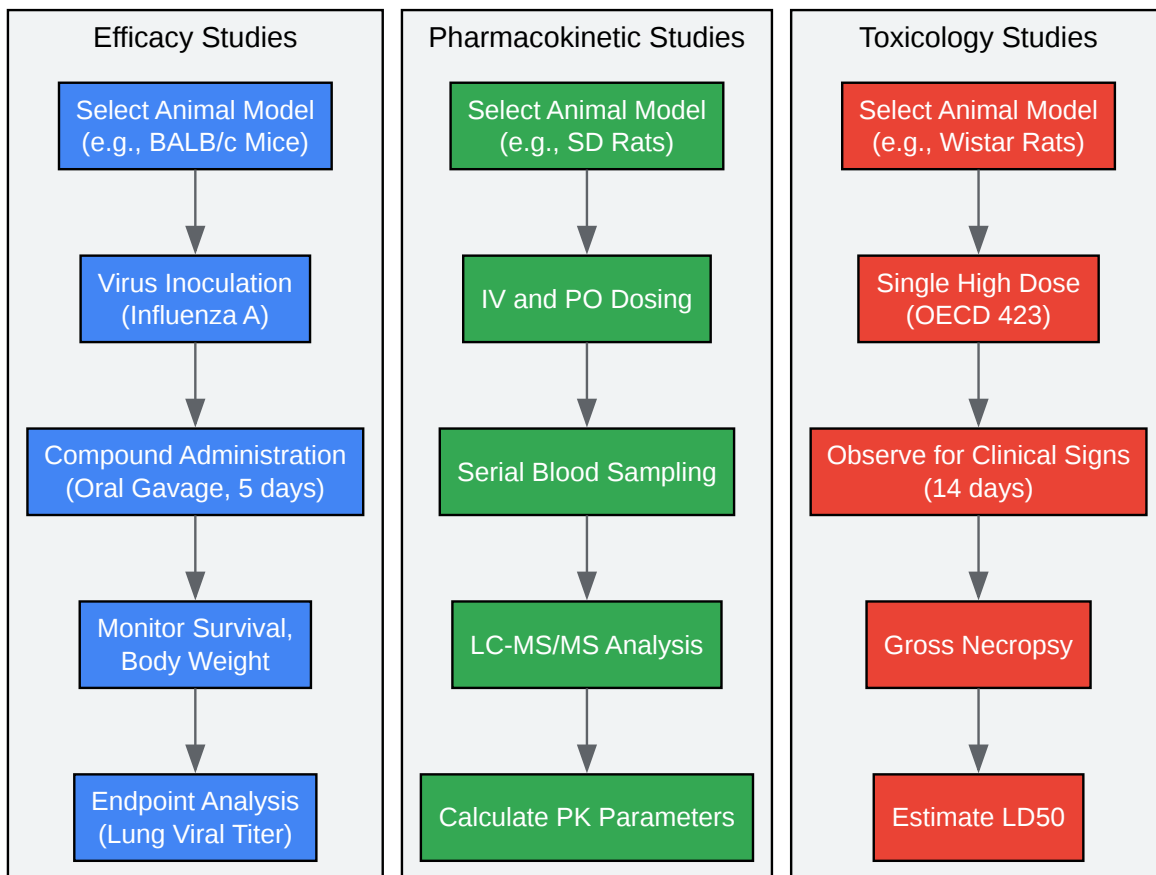 Efficacy Studies
Select Animal Model
(e.g., BALB/c Mice)
Virus Inoculation
(Influenza A)
Compound Administration
(Oral Gavage, 5 days)
Monitor Survival,
Body Weight
Endpoint Analysis
(Lung Viral Titer)
Pharmacokinetic Studies
Select Animal Model
(e.g., SD Rats)
IV and PO Dosing
Serial Blood Sampling
LC-MS/MS Analysis
Calculate PK Parameters
Toxicology Studies
Select Animal Model
(e.g., Wistar Rats)
Single High Dose
(OECD 423)
Observe for Clinical Signs
(14 days)
Gross Necropsy
Estimate LD50